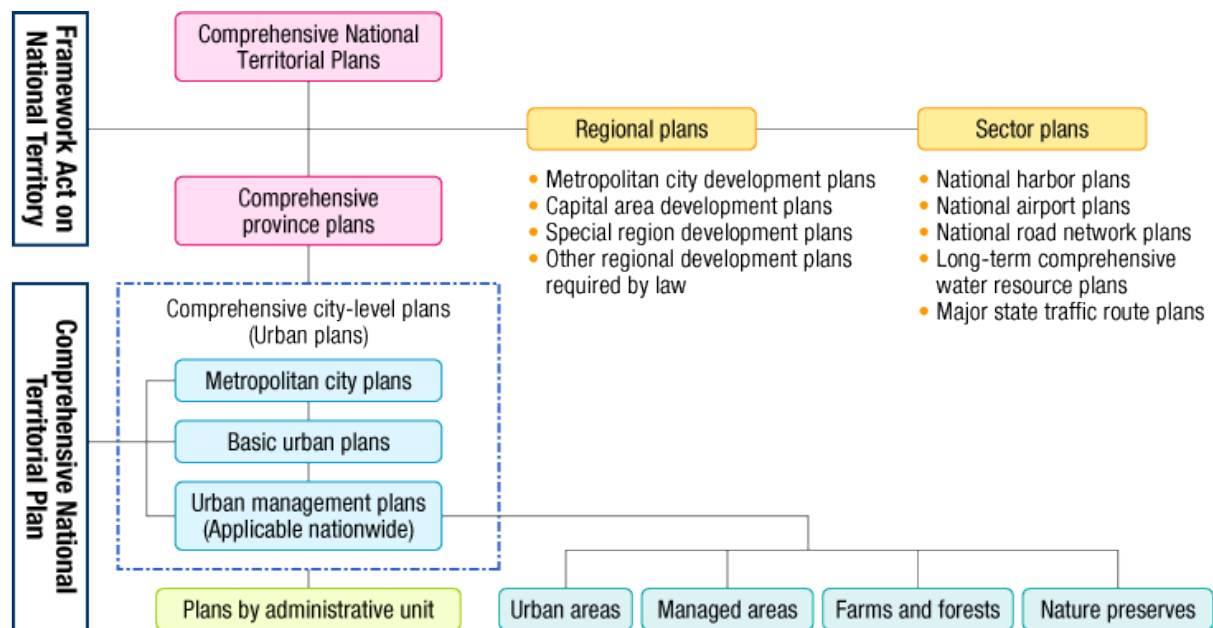 Framework Act on
National Territory
Comprehensive National
Territorial Plans
Regional plans
Sector plans
• Metropolitan city development plans
• Capital area development plans
• Special region development plans
• Other regional development plans
required by law
• National harbor plans
• National airport plans
• National road network plans
• Long-term comprehensive
water resource plans
• Major state traffic route plans
Comprehensive
province plans
Comprehensive National
Territorial Plan
Comprehensive city-level plans
(Urban plans)
Metropolitan city plans
Basic urban plans
Urban management plans
(Applicable nationwide)
Plans by administrative unit
Urban areas
Managed areas
Farms and forests
Nature preserves